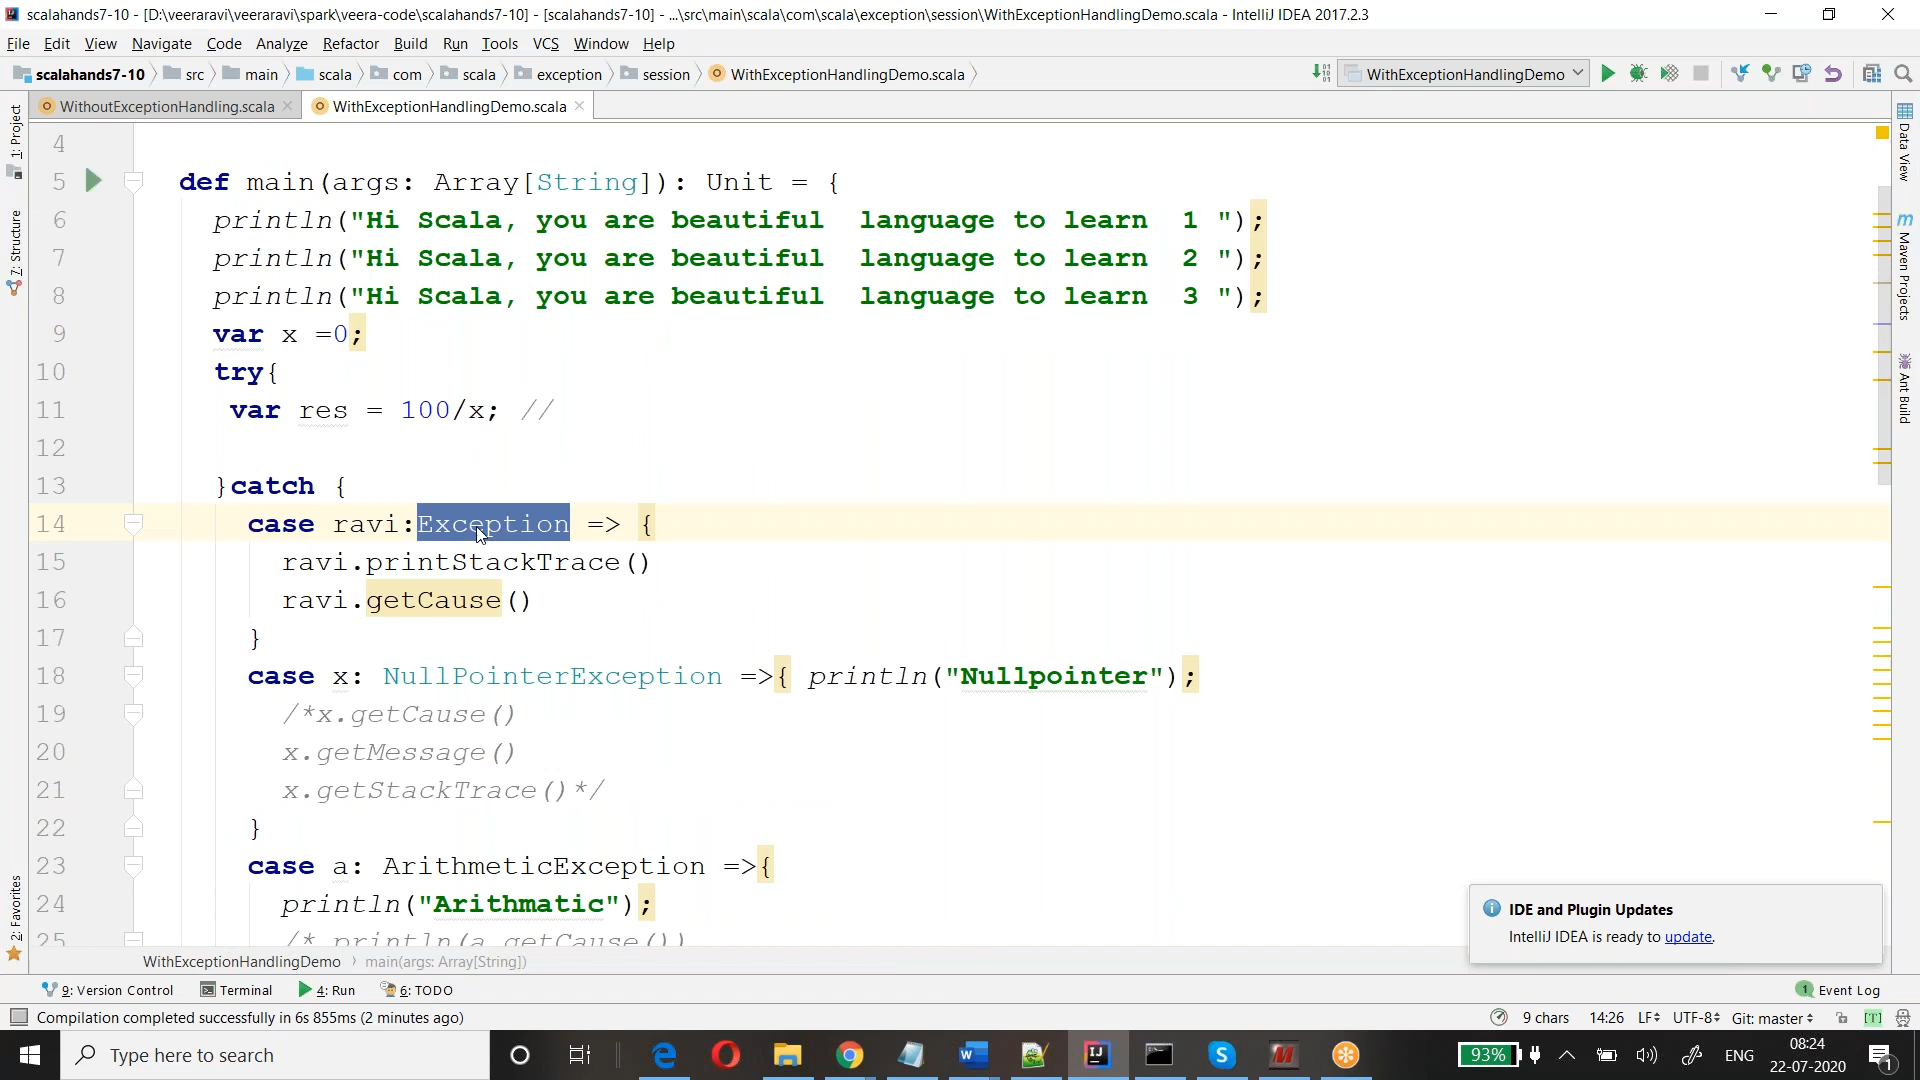 scalahands7-10 - [D:\veeraravi\veeraravi\spark\veera-code\scalahands7-10] - [scalahands7-10] - ...\src\main\scala\com\scala\exception\session\WithExceptionHandlingDemo.scala - IntelliJ IDEA 2017.2.3
File Edit View Navigate Code Analyze Refactor Build Run Tools VCS Window Help
scalahands7-10 src main scala com scala exception session WithExceptionHandlingDemo.scala WithExceptionHandlingDemo
WithoutExceptionHandling.scala WithExceptionHandlingDemo.scala
1: Project
7: Structure
2: Favorites
4
5 def main(args: Array[String]): Unit = {
6 println("Hi Scala, you are beautiful  language to learn  1 ");
7 println("Hi Scala, you are beautiful  language to learn  2 ");
8 println("Hi Scala, you are beautiful  language to learn  3 ");
9 var x =0;
10 try{
11 var res = 100/x; //
12
13 }catch {
14 case ravi:Exception => {
15 ravi.printStackTrace()
16 ravi.getCause()
17 }
18 case x: NullPointerException =>{ println("Nullpointer");
19 /*x.getCause()
20 x.getMessage()
21 x.getStackTrace()*/
22 }
23 case a: ArithmeticException =>{
24 println("Arithmatic");
25 /* println(a.getCause())
Data View
Maven Projects
Ant Build
IDE and Plugin Updates
IntelliJ IDEA is ready to update.
WithExceptionHandlingDemo main(args: Array[String])
9: Version Control Terminal 4: Run 6: TODO 1 Event Log
Compilation completed successfully in 6s 855ms (2 minutes ago) 9 chars 14:26 LF UTF-8 Git: master [T]
Type here to search 93% ENG 08:24
22-07-2020 1